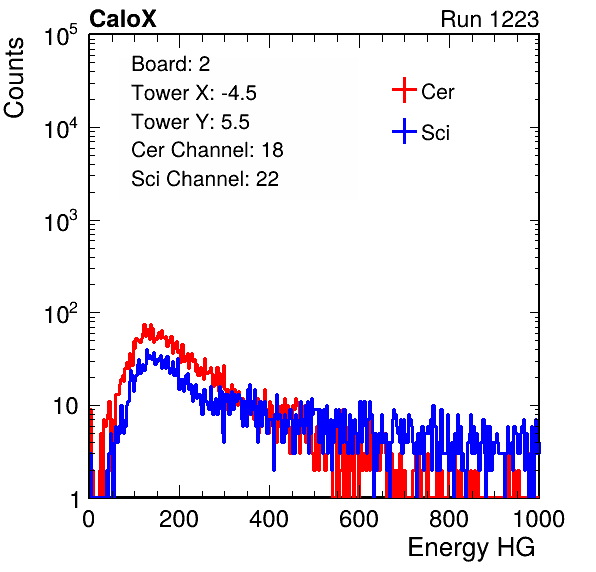 CaloX Run 1223
Counts
10^5
10^4
10^3
10^2
10
1
Board: 2
Tower X: -4.5
Tower Y: 5.5
Cer Channel: 18
Sci Channel: 22
Cer
Sci
0 200 400 600 800 1000
Energy HG